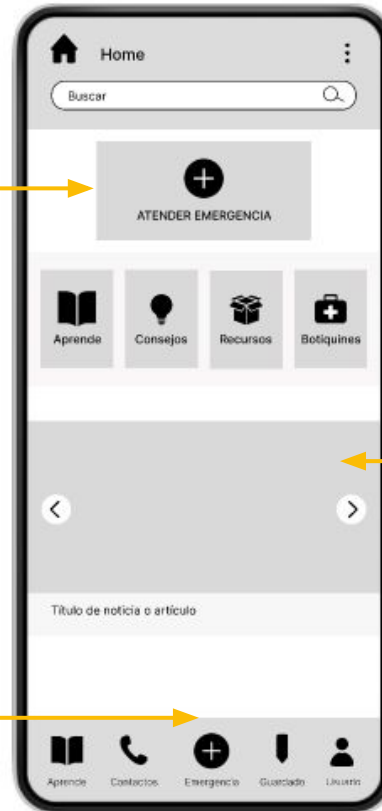 Home
Buscar
ATENDER EMERGENCIA
Aprende Consejos Recursos Botiquines
Título de noticia o artículo
Aprende Contactos Emergencia Guardado Usuario